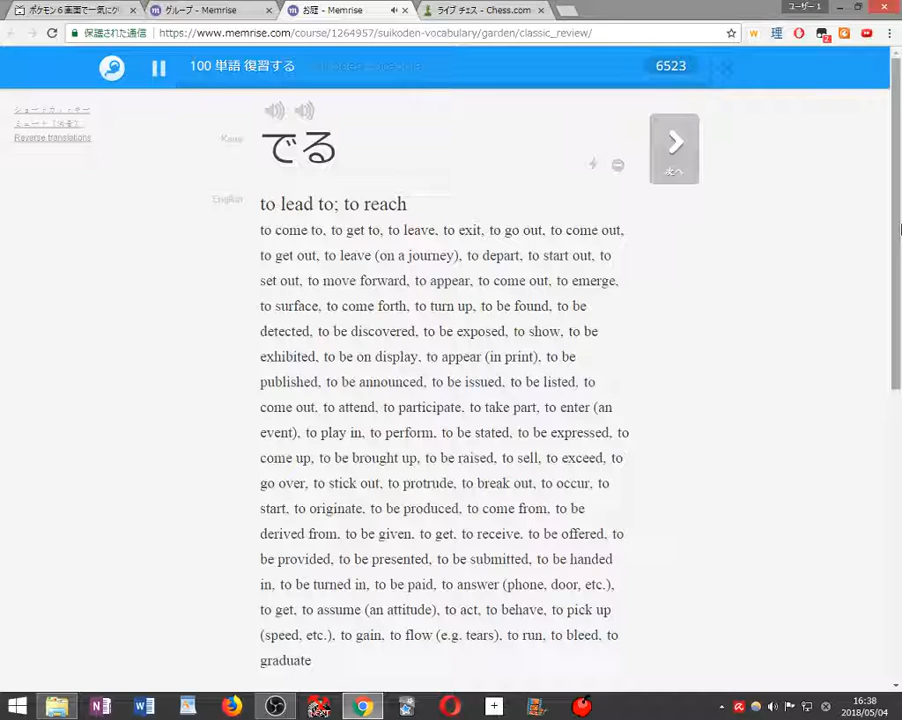 ポケモン6画面で一気にク
グループ - Memrise
お庭 - Memrise
ライブ チェス - Chess.com
ユーザー 1
保護された通信
https://www.memrise.com/course/1264957/suikoden-vocabulary/garden/classic_review/
100 単語 復習する
6523
ショートカットキー
Reverse translations
Kana
でる
次へ
English
to lead to; to reach
to come to, to get to, to leave, to exit, to go out, to come out,
to get out, to leave (on a journey), to depart, to start out, to
set out, to move forward, to appear, to come out, to emerge,
to surface, to come forth, to turn up, to be found, to be
detected, to be discovered, to be exposed, to show, to be
exhibited, to be on display, to appear (in print), to be
published, to be announced, to be issued, to be listed, to
come out, to attend, to participate, to take part, to enter (an
event), to play in, to perform, to be stated, to be expressed, to
come up, to be brought up, to be raised, to sell, to exceed, to
go over, to stick out, to protrude, to break out, to occur, to
start, to originate, to be produced, to come from, to be
derived from, to be given, to get, to receive, to be offered, to
be provided, to be presented, to be submitted, to be handed
in, to be turned in, to be paid, to answer (phone, door, etc.),
to get, to assume (an attitude), to act, to behave, to pick up
(speed, etc.), to gain, to flow (e.g. tears), to run, to bleed, to
graduate
16:38
2018/05/04